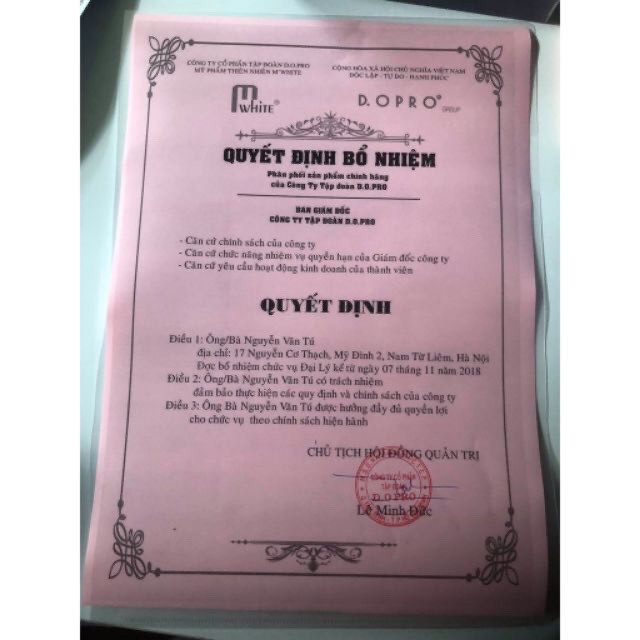 CÔNG TY CỔ PHẦN TẬP ĐOÀN D.O.PRO
MỸ PHẨM THIÊN NHIÊN M'WHITE
CỘNG HÒA XÃ HỘI CHỦ NGHĨA VIỆT NAM
ĐỘC LẬP - TỰ DO - HẠNH PHÚC
M WHITE®
D.OPRO® GROUP
QUYẾT ĐỊNH BỔ NHIỆM
Phân phối sản phẩm chính hãng
của Công Ty Tập đoàn D.O.PRO
BAN GIÁM ĐỐC
CÔNG TY TẬP ĐOÀN D.O.PRO
- Căn cứ chính sách của công ty
- Căn cứ chức năng nhiệm vụ quyền hạn của Giám đốc công ty
- Căn cứ yêu cầu hoạt động kinh doanh của thành viên
QUYẾT ĐỊNH
Điều 1: Ông/Bà Nguyễn Văn Tú
địa chỉ: 17 Nguyễn Cơ Thạch, Mỹ Đình 2, Nam Từ Liêm, Hà Nội
Đợc bổ nhiệm chức vụ Đại Lý kể từ ngày 07 tháng 11 năm 2018
Điều 2: Ông/Bà Nguyễn Văn Tú có trách nhiệm
đảm bảo thực hiện các quy định và chính sách của công ty
Điều 3: Ông Bà Nguyễn Văn Tú được hưởng đầy đủ quyền lợi
cho chức vụ theo chính sách hiện hành
CHỦ TỊCH HỘI ĐỒNG QUẢN TRỊ
CÔNG TY CỔ PHẦN
TẬP ĐOÀN
D.O.PRO
Lê Minh Đức